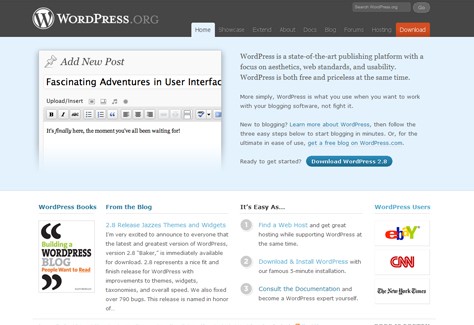 WORDPRESS.ORG
Search WordPress.org
Go
Home Showcase Extend About Docs Blog Forums Hosting Download
Add New Post
Fascinating Adventures in User Interfac
Upload/Insert
It's finally here, the moment you've all been waiting for!
WordPress is a state-of-the-art publishing platform with a
focus on aesthetics, web standards, and usability.
WordPress is both free and priceless at the same time.
More simply, WordPress is what you use when you want to
work with your blogging software, not fight it.
New to blogging? Learn more about WordPress, then follow the
three easy steps below to start blogging in minutes. Or, for the
ultimate in ease of use, get a free blog on WordPress.com.
Ready to get started? Download WordPress 2.8
WordPress Books
Building a
WORDPRESS
BLOG
People Want to Read
From the Blog
2.8 Release Jazzes Themes and Widgets
I'm very excited to announce to everyone that
the latest and greatest version of WordPress,
version 2.8 "Baker," is immediately available
for download. 2.8 represents a nice fit and
finish release for WordPress with
improvements to themes, widgets,
taxonomies, and overall speed. We also fixed
over 790 bugs. This release is named in honor
of..
It's Easy As...
1 Find a Web Host and get great
hosting while supporting WordPress at
the same time.
2 Download & Install WordPress with
our famous 5-minute installation.
3 Consult the Documentation and
become a WordPress expert yourself.
WordPress Users
ebY
CNN
The New York Times